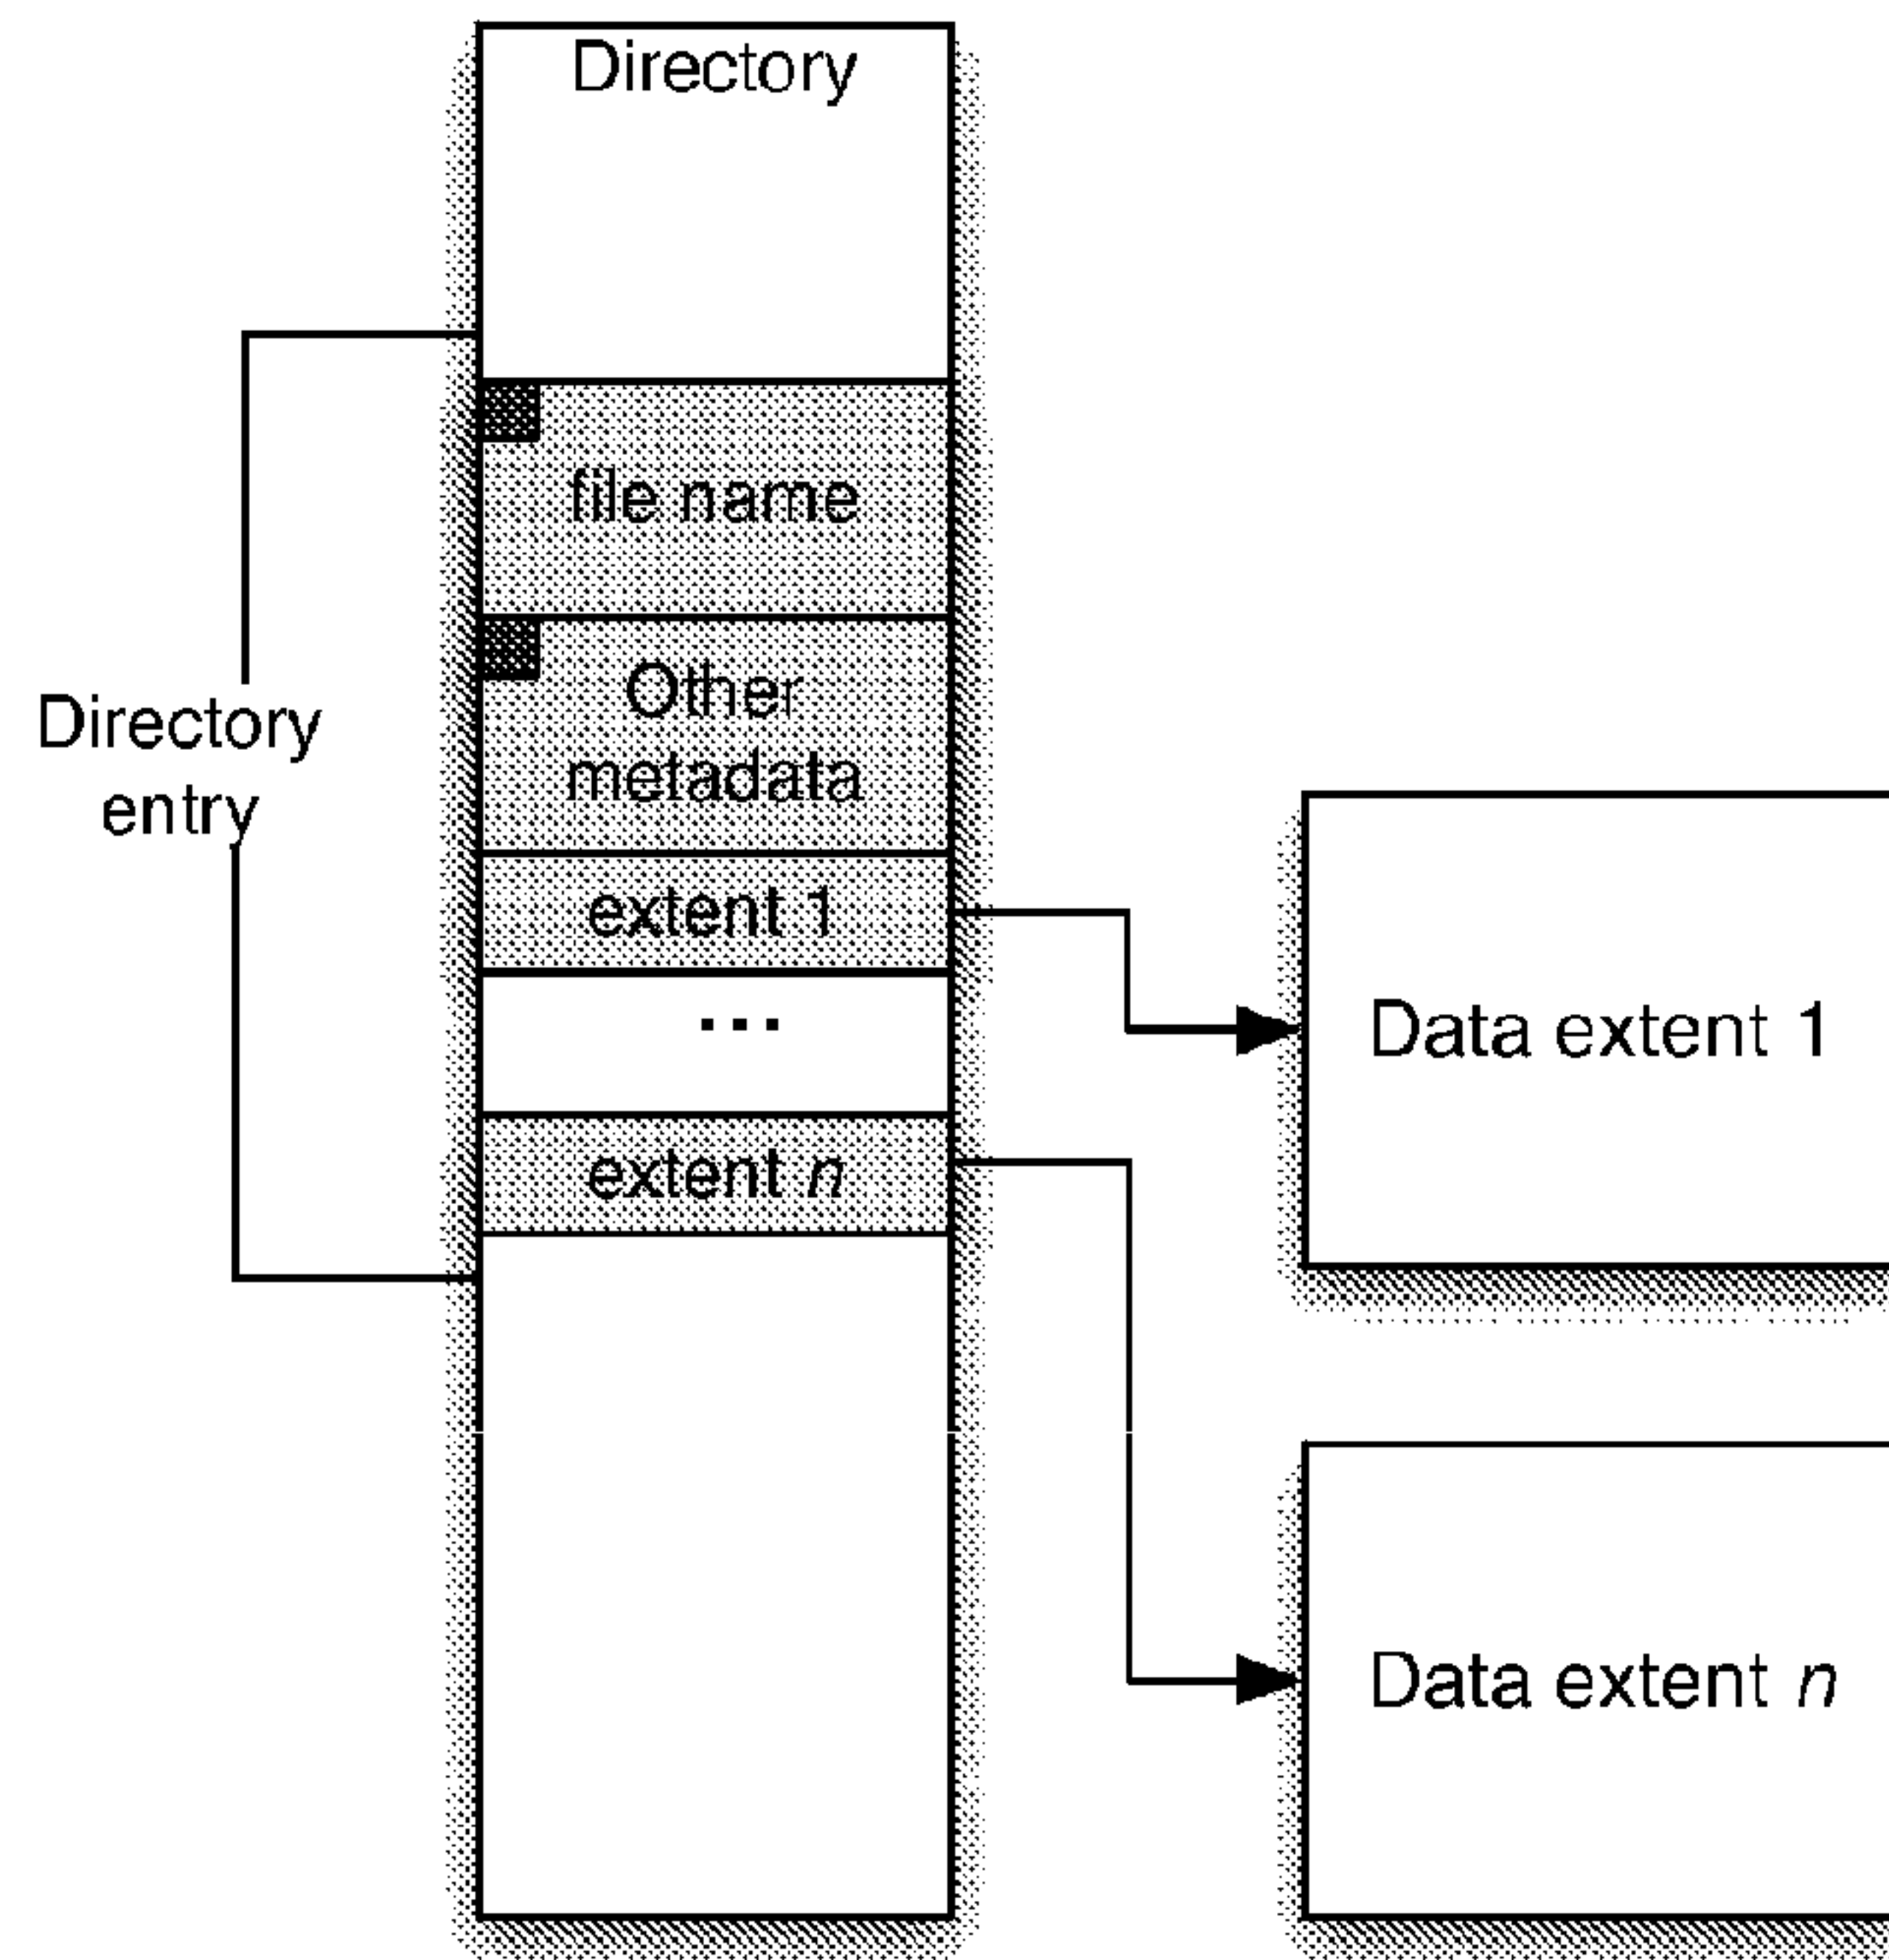 Directory
file name
Other
metadata
Directory
entry
extent 1
...
extent n
Data extent 1
Data extent n